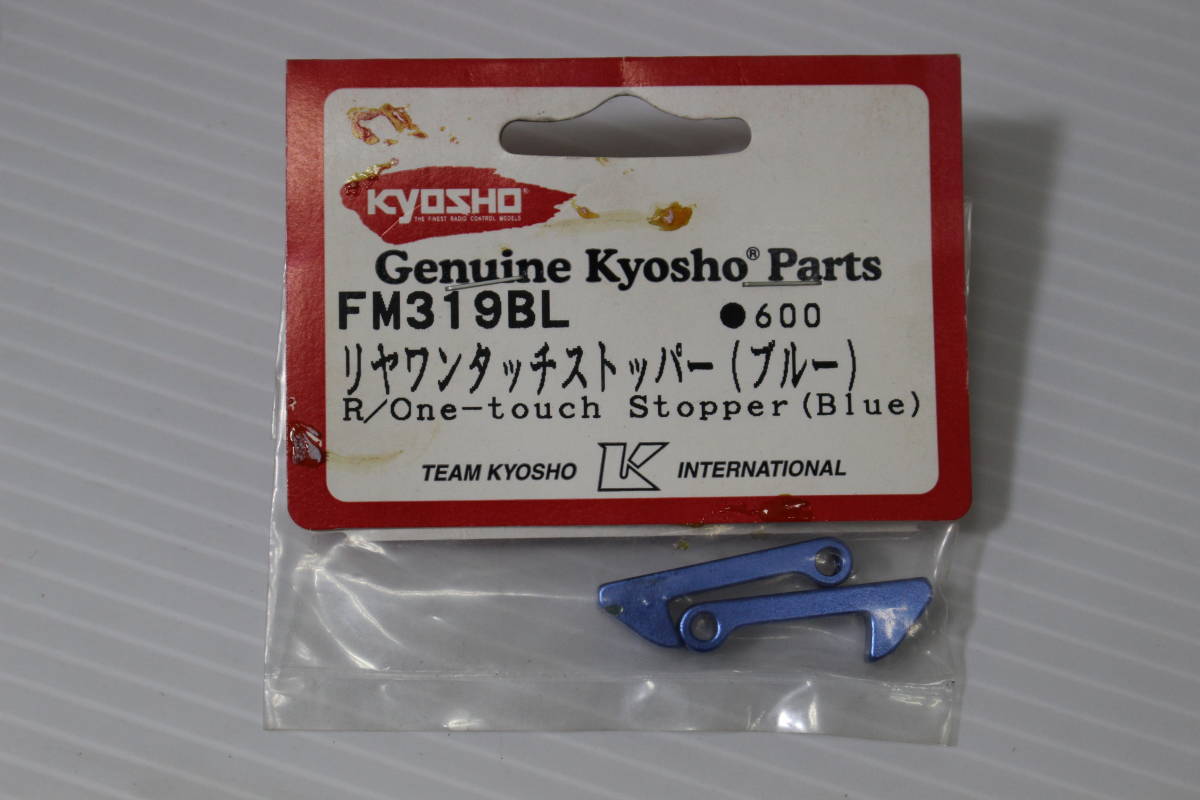 KYOSHO®
THE FINEST RADIO CONTROL MODELS
Genuine Kyosho® Parts
FM319BL ●600
リヤワンタッチストッパー(ブルー)
R/One-touch Stopper(Blue)
TEAM KYOSHO K INTERNATIONAL